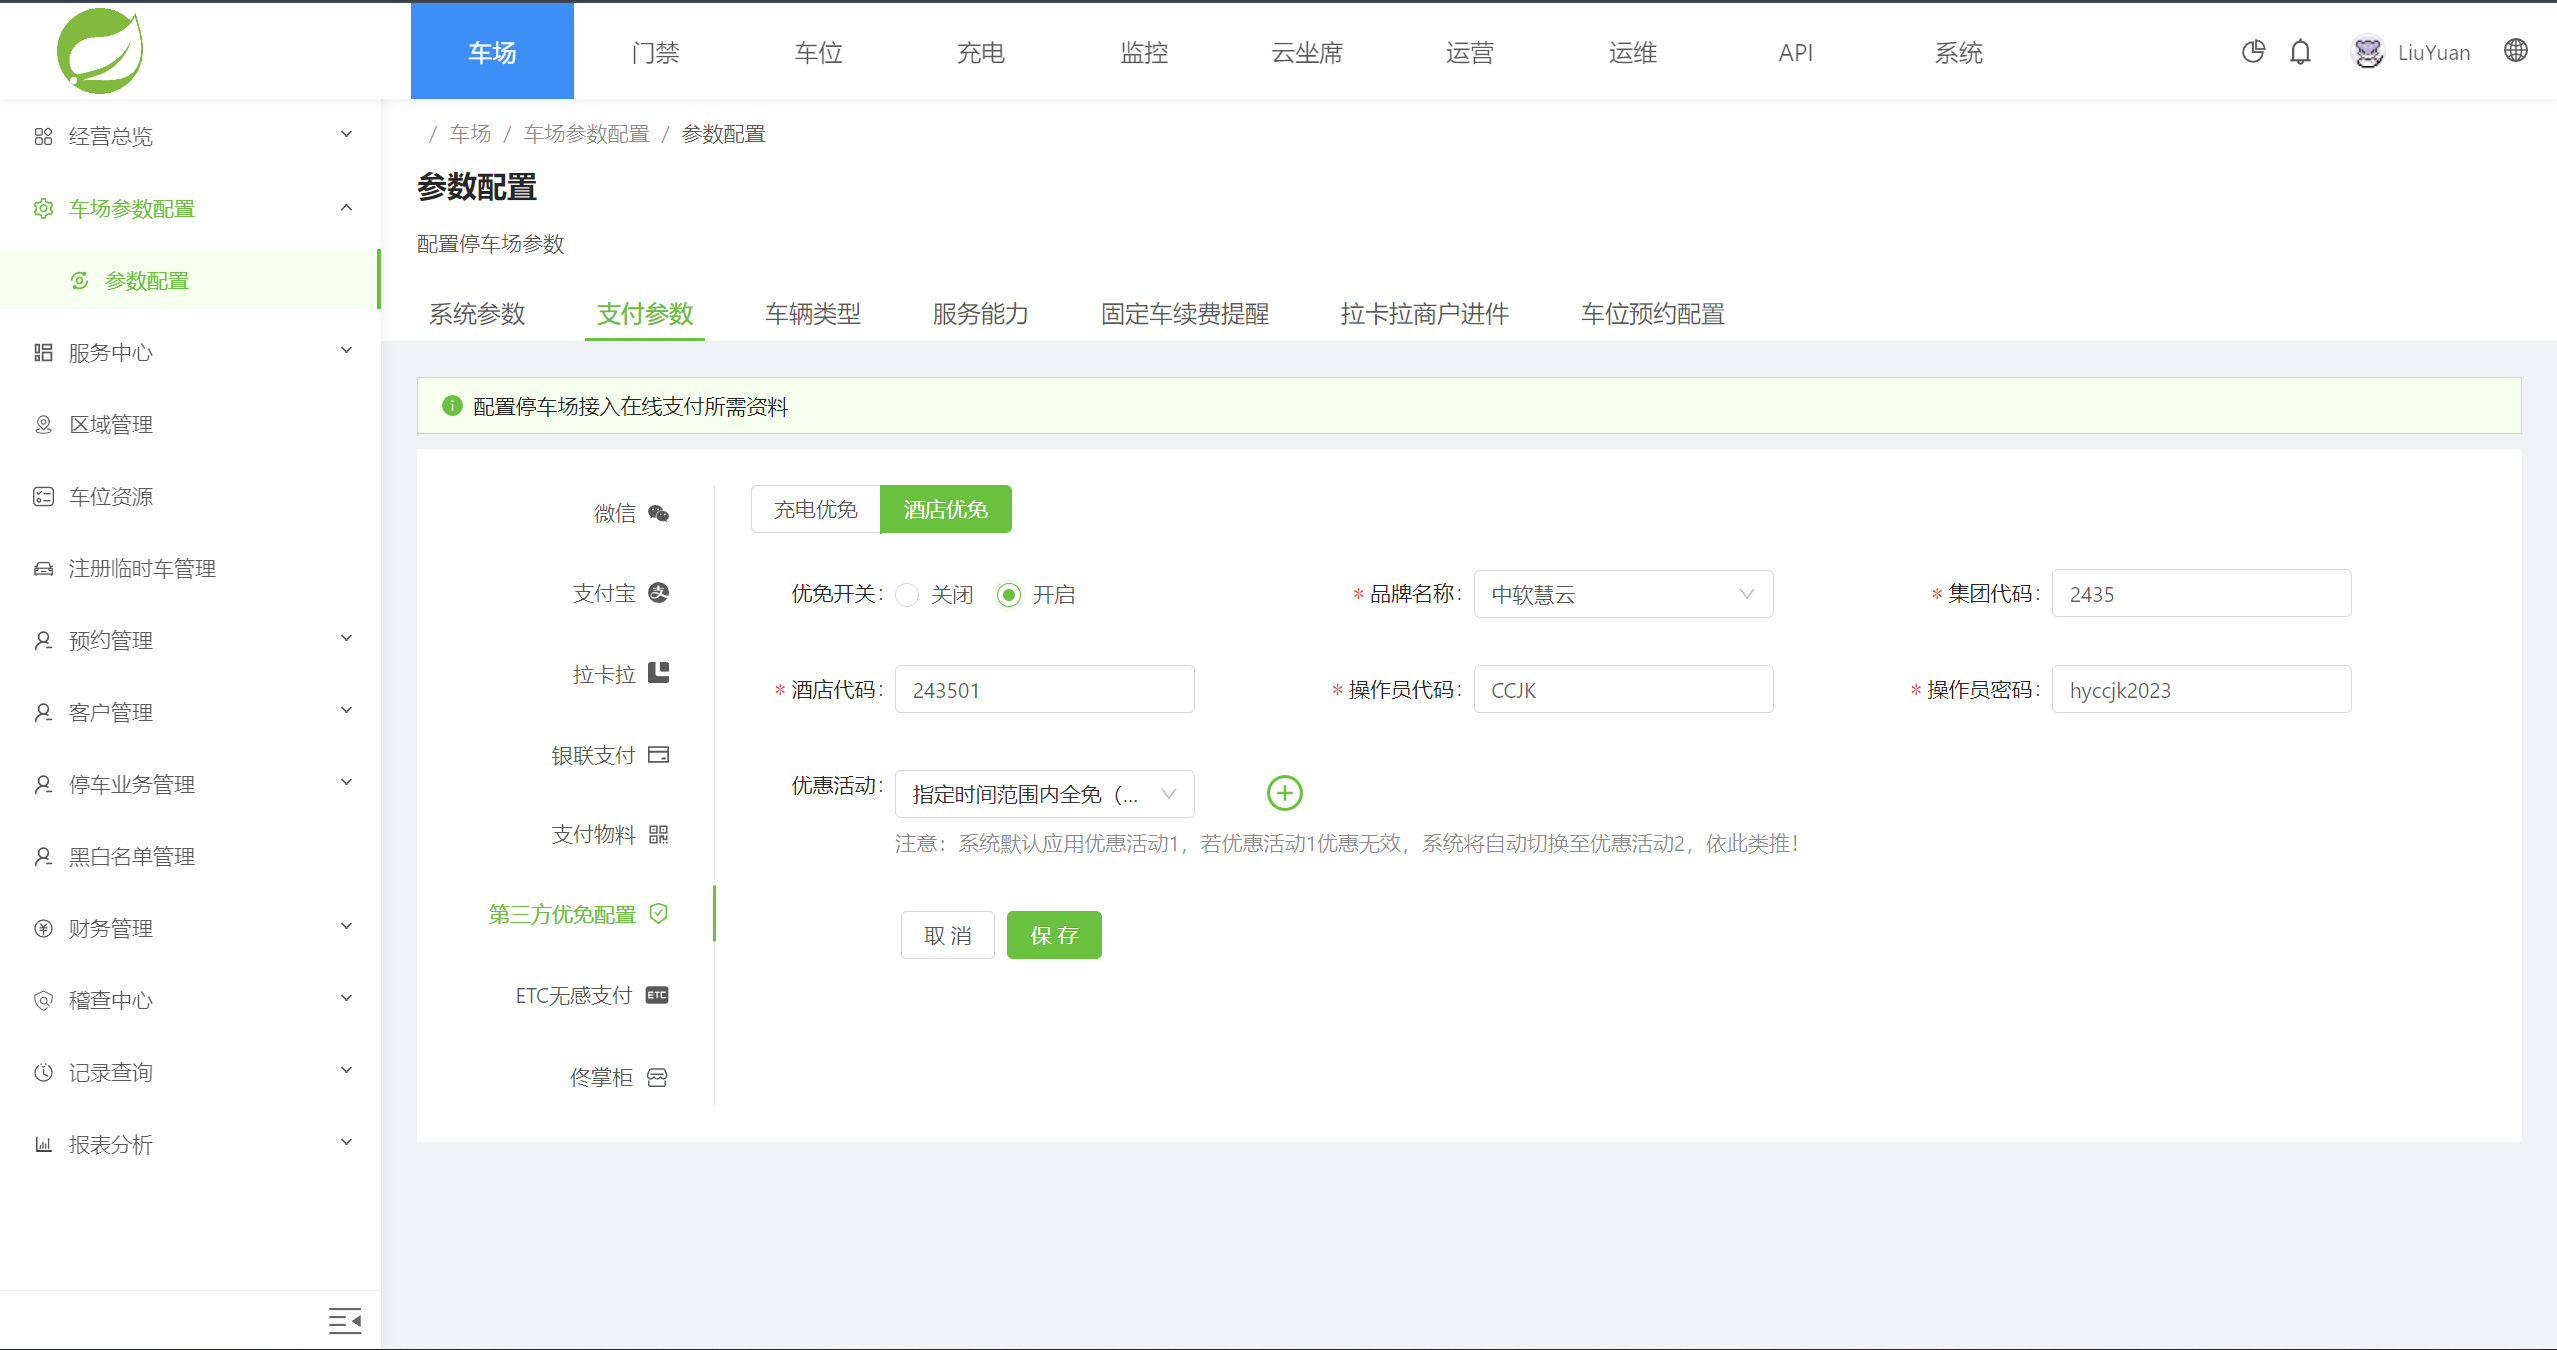 车场 门禁 车位 充电 监控 云坐席 运营 运维 API 系统 LiuYuan
经营总览
车场参数配置
参数配置
服务中心
区域管理
车位资源
注册临时车管理
预约管理
客户管理
停车业务管理
黑白名单管理
财务管理
稽查中心
记录查询
报表分析
/ 车场 / 车场参数配置 / 参数配置
参数配置
配置停车场参数
系统参数 支付参数 车辆类型 服务能力 固定车续费提醒 拉卡拉商户进件 车位预约配置
配置停车场接入在线支付所需资料
微信
支付宝
拉卡拉
银联支付
支付物料
第三方优免配置
ETC无感支付 ETC
佟掌柜
充电优免 酒店优免
优免开关: 关闭 开启 * 品牌名称: 中软慧云 * 集团代码: 2435
* 酒店代码: 243501 * 操作员代码: CCJK * 操作员密码: hyccjk2023
优惠活动: 指定时间范围内全免（...
注意：系统默认应用优惠活动1，若优惠活动1优惠无效，系统将自动切换至优惠活动2，依此类推！
取 消 保 存